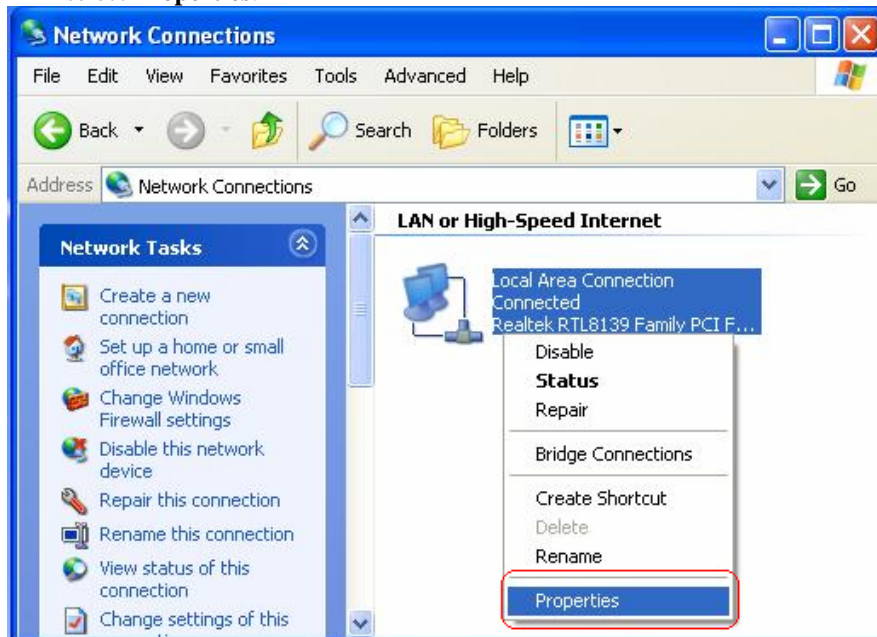 Network Connections
File Edit View Favorites Tools Advanced Help
Back Search Folders
Address Network Connections Go
Network Tasks
Create a new
connection
Set up a home or small
office network
Change Windows
Firewall settings
Disable this network
device
Repair this connection
Rename this connection
View status of this
connection
Change settings of this
LAN or High-Speed Internet
Local Area Connection
Connected
Realtek RTL8139 Family PCI F...
Disable
Status
Repair
Bridge Connections
Create Shortcut
Delete
Rename
Properties